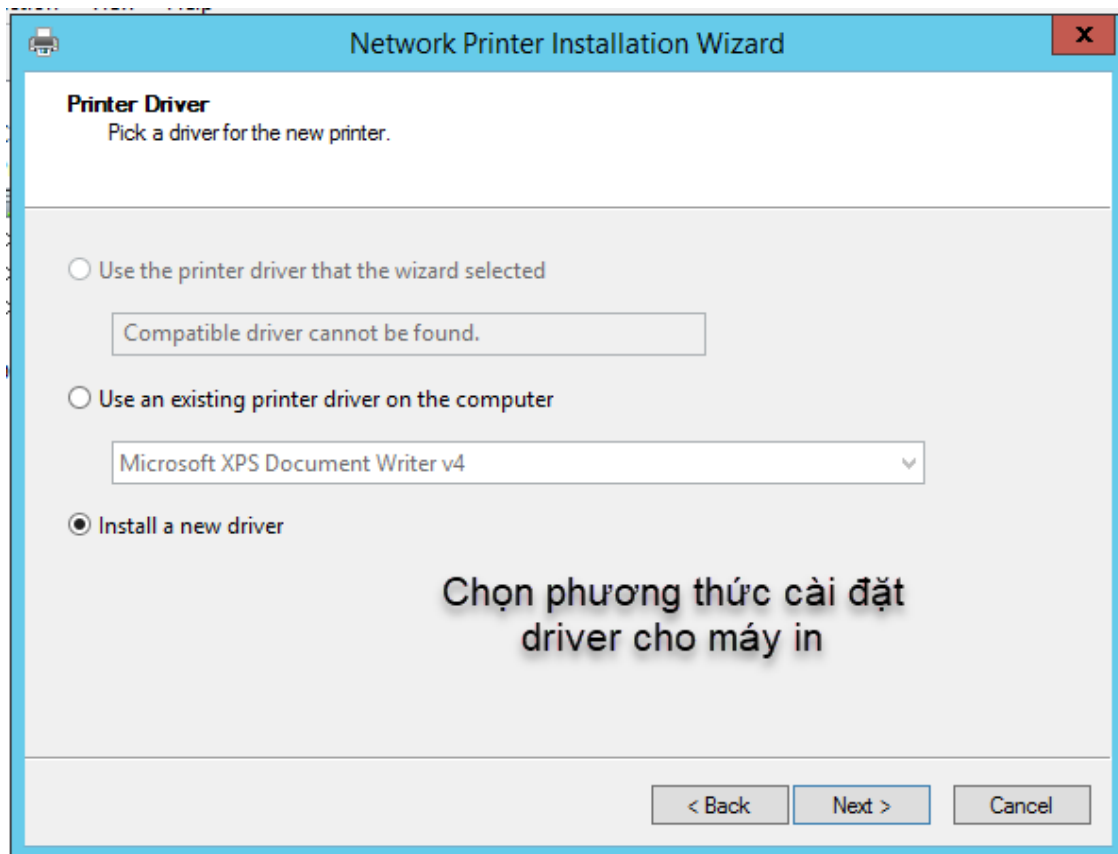 Network Printer Installation Wizard
x
Printer Driver
Pick a driver for the new printer.
Use the printer driver that the wizard selected
Compatible driver cannot be found.
Use an existing printer driver on the computer
Microsoft XPS Document Writer v4
Install a new driver
Chọn phương thức cài đặt
driver cho máy in
< Back Next > Cancel